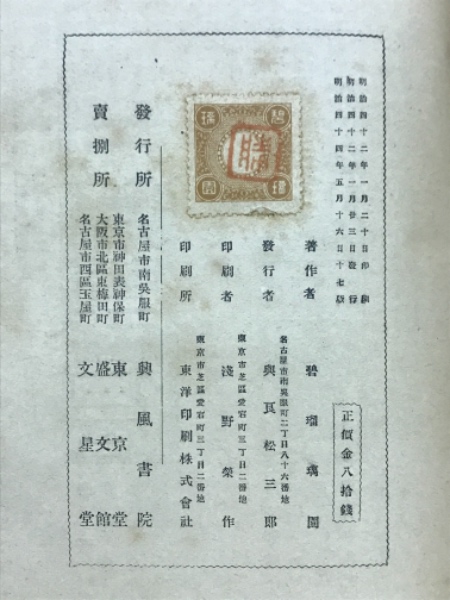 明治四十二年一月二十日印刷
明治四十二年一月廿三日發行
明治四十四年五月十六日十七版
正價金八拾錢
著作者 碧瑠璃園
名古屋市南吳服町二丁目八十六番地
發行者 與良松三郎
東京市芝區愛宕町三丁目二番地
印刷者 淺野榮作
東京市芝區愛宕町三丁目二番地
印刷所 東洋印刷株式會社
碧瑠璃園
發行所 名古屋市南吳服町 興風書院
賣捌所
東京市神田表神保町 東京堂
大阪市北區東梅田町 盛文館
名古屋市西區玉屋町 文星堂